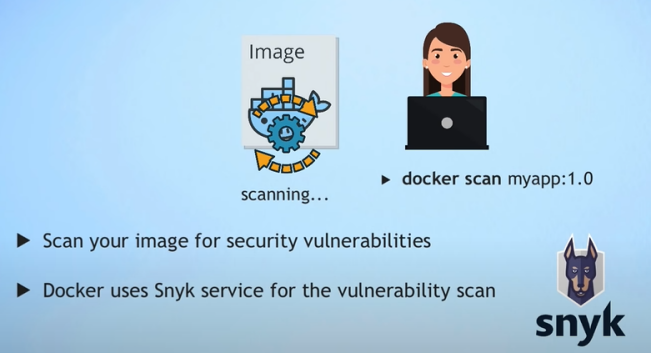 Image
scanning...
► docker scan myapp:1.0
► Scan your image for security vulnerabilities
► Docker uses Snyk service for the vulnerability scan
snyk